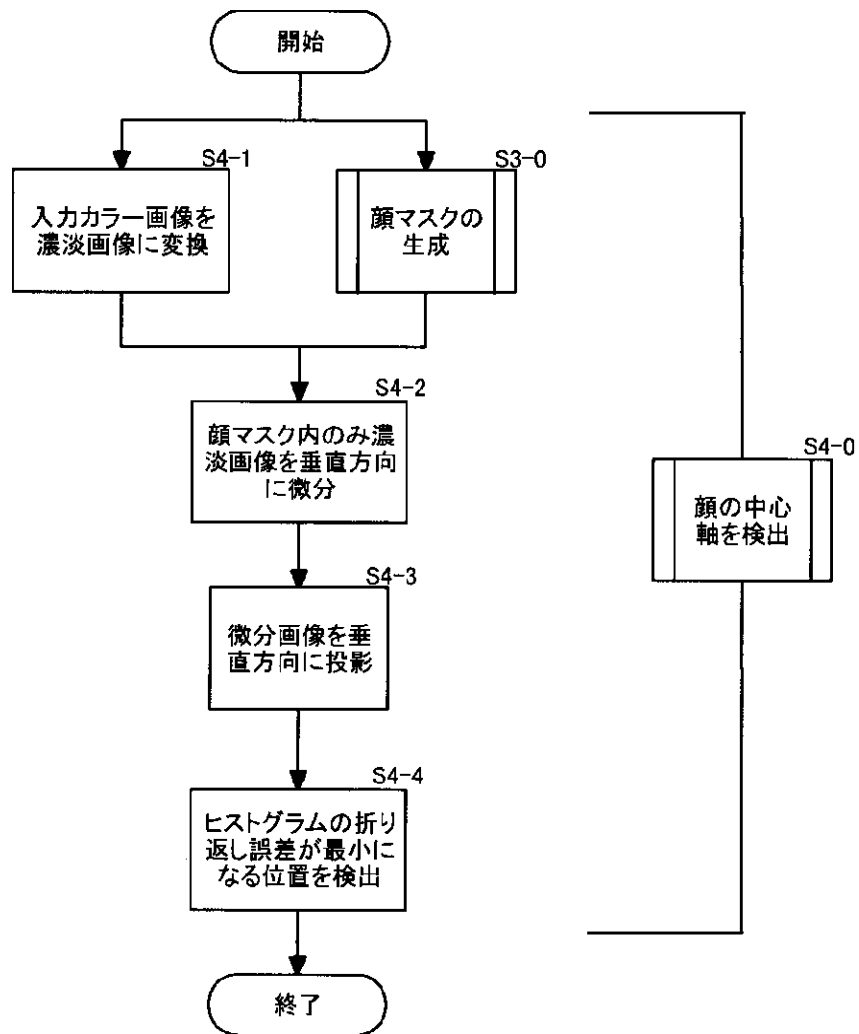 開始
S4-1
入力カラー画像を
濃淡画像に変換
S3-0
顔マスクの
生成
S4-2
顔マスク内のみ濃
淡画像を垂直方向
に微分
S4-3
微分画像を垂
直方向に投影
S4-4
ヒストグラムの折り
返し誤差が最小に
なる位置を検出
終了
S4-0
顔の中心
軸を検出